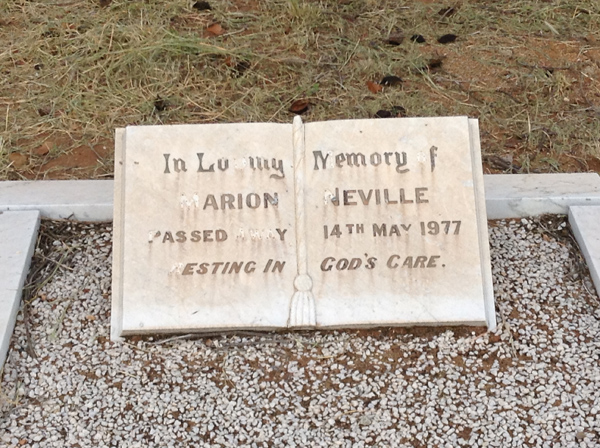 In Loving Memory of
MARION NEVILLE
PASSED AWAY 14TH MAY 1977
RESTING IN GOD'S CARE.